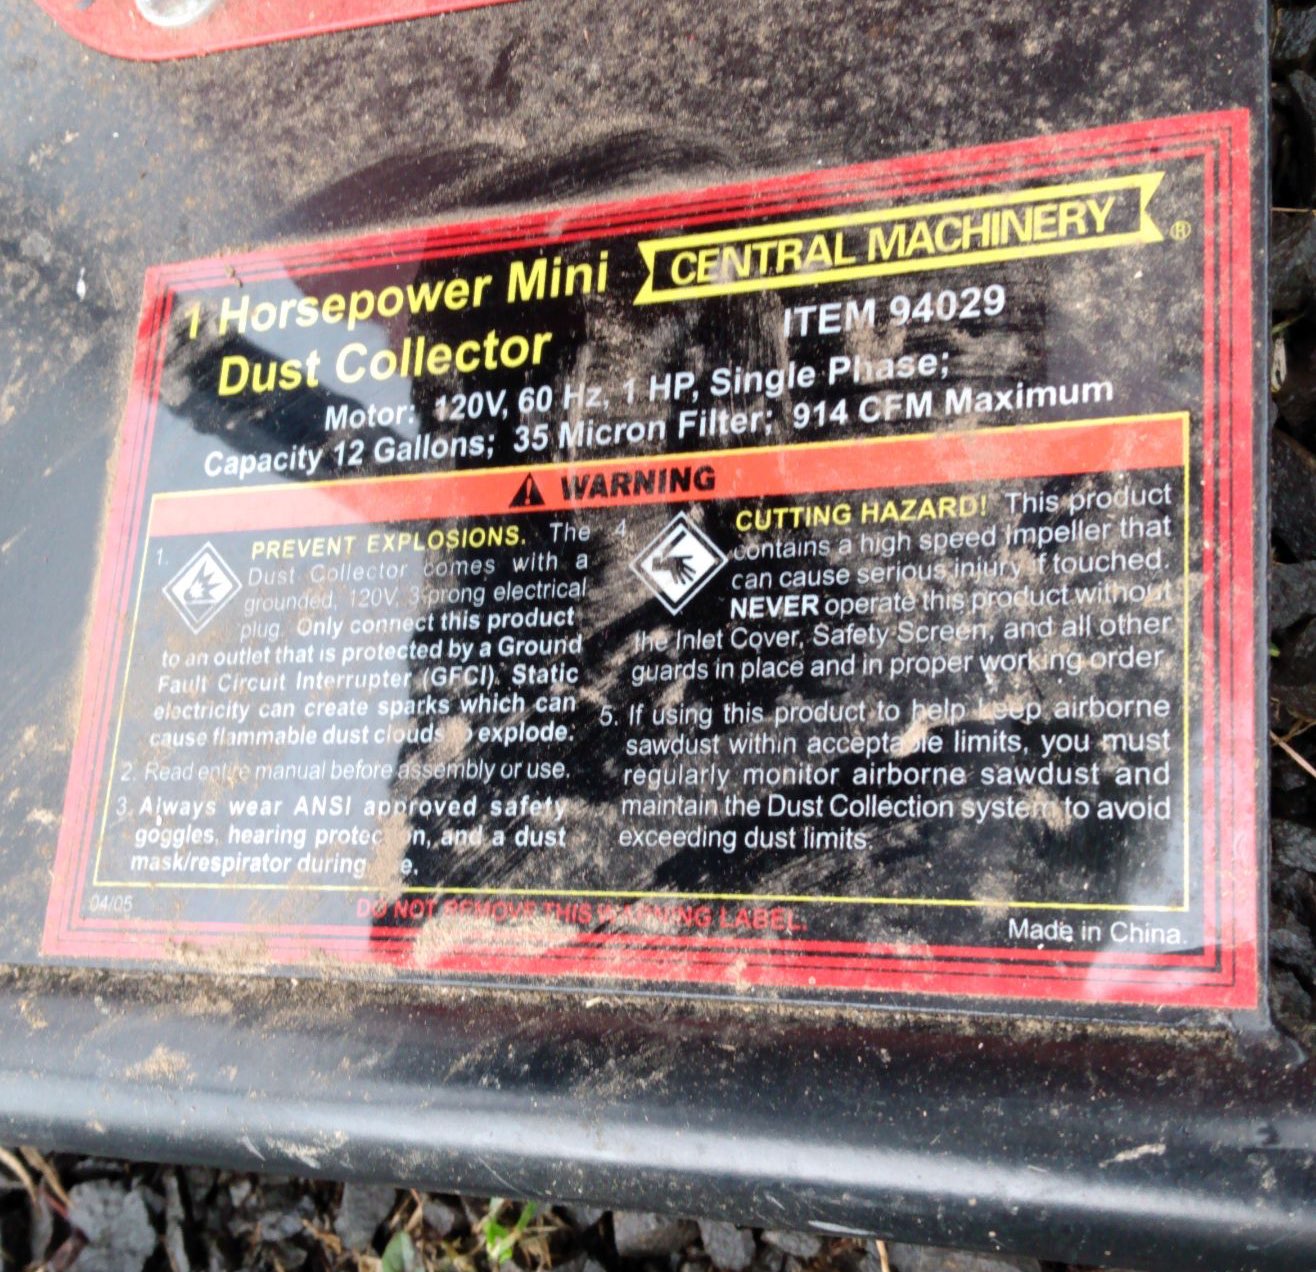 1 Horsepower Mini
Dust Collector
CENTRAL MACHINERY ®
ITEM 94029
Motor: 120V, 60 Hz, 1 HP, Single Phase;
Capacity 12 Gallons; 35 Micron Filter; 914 CFM Maximum
WARNING
1. PREVENT EXPLOSIONS. The
Dust Collector comes with a
grounded, 120V, 3-prong electrical
plug. Only connect this product
to an outlet that is protected by a Ground
Fault Circuit Interrupter (GFCI). Static
electricity can create sparks which can
cause flammable dust clouds explode.
2. Read entire manual before assembly or use.
3. Always wear ANSI approved safety
goggles, hearing protection, and a dust
mask/respirator during
4. CUTTING HAZARD! This product
contains a high speed impeller that
can cause serious injury if touched.
NEVER operate this product without
the Inlet Cover, Safety Screen, and all other
guards in place and in proper working order.
5. If using this product to help keep airborne
sawdust within acceptable limits, you must
regularly monitor airborne sawdust and
maintain the Dust Collection system to avoid
exceeding dust limits.
04/05
DO NOT REMOVE THIS WARNING LABEL.
Made in China.